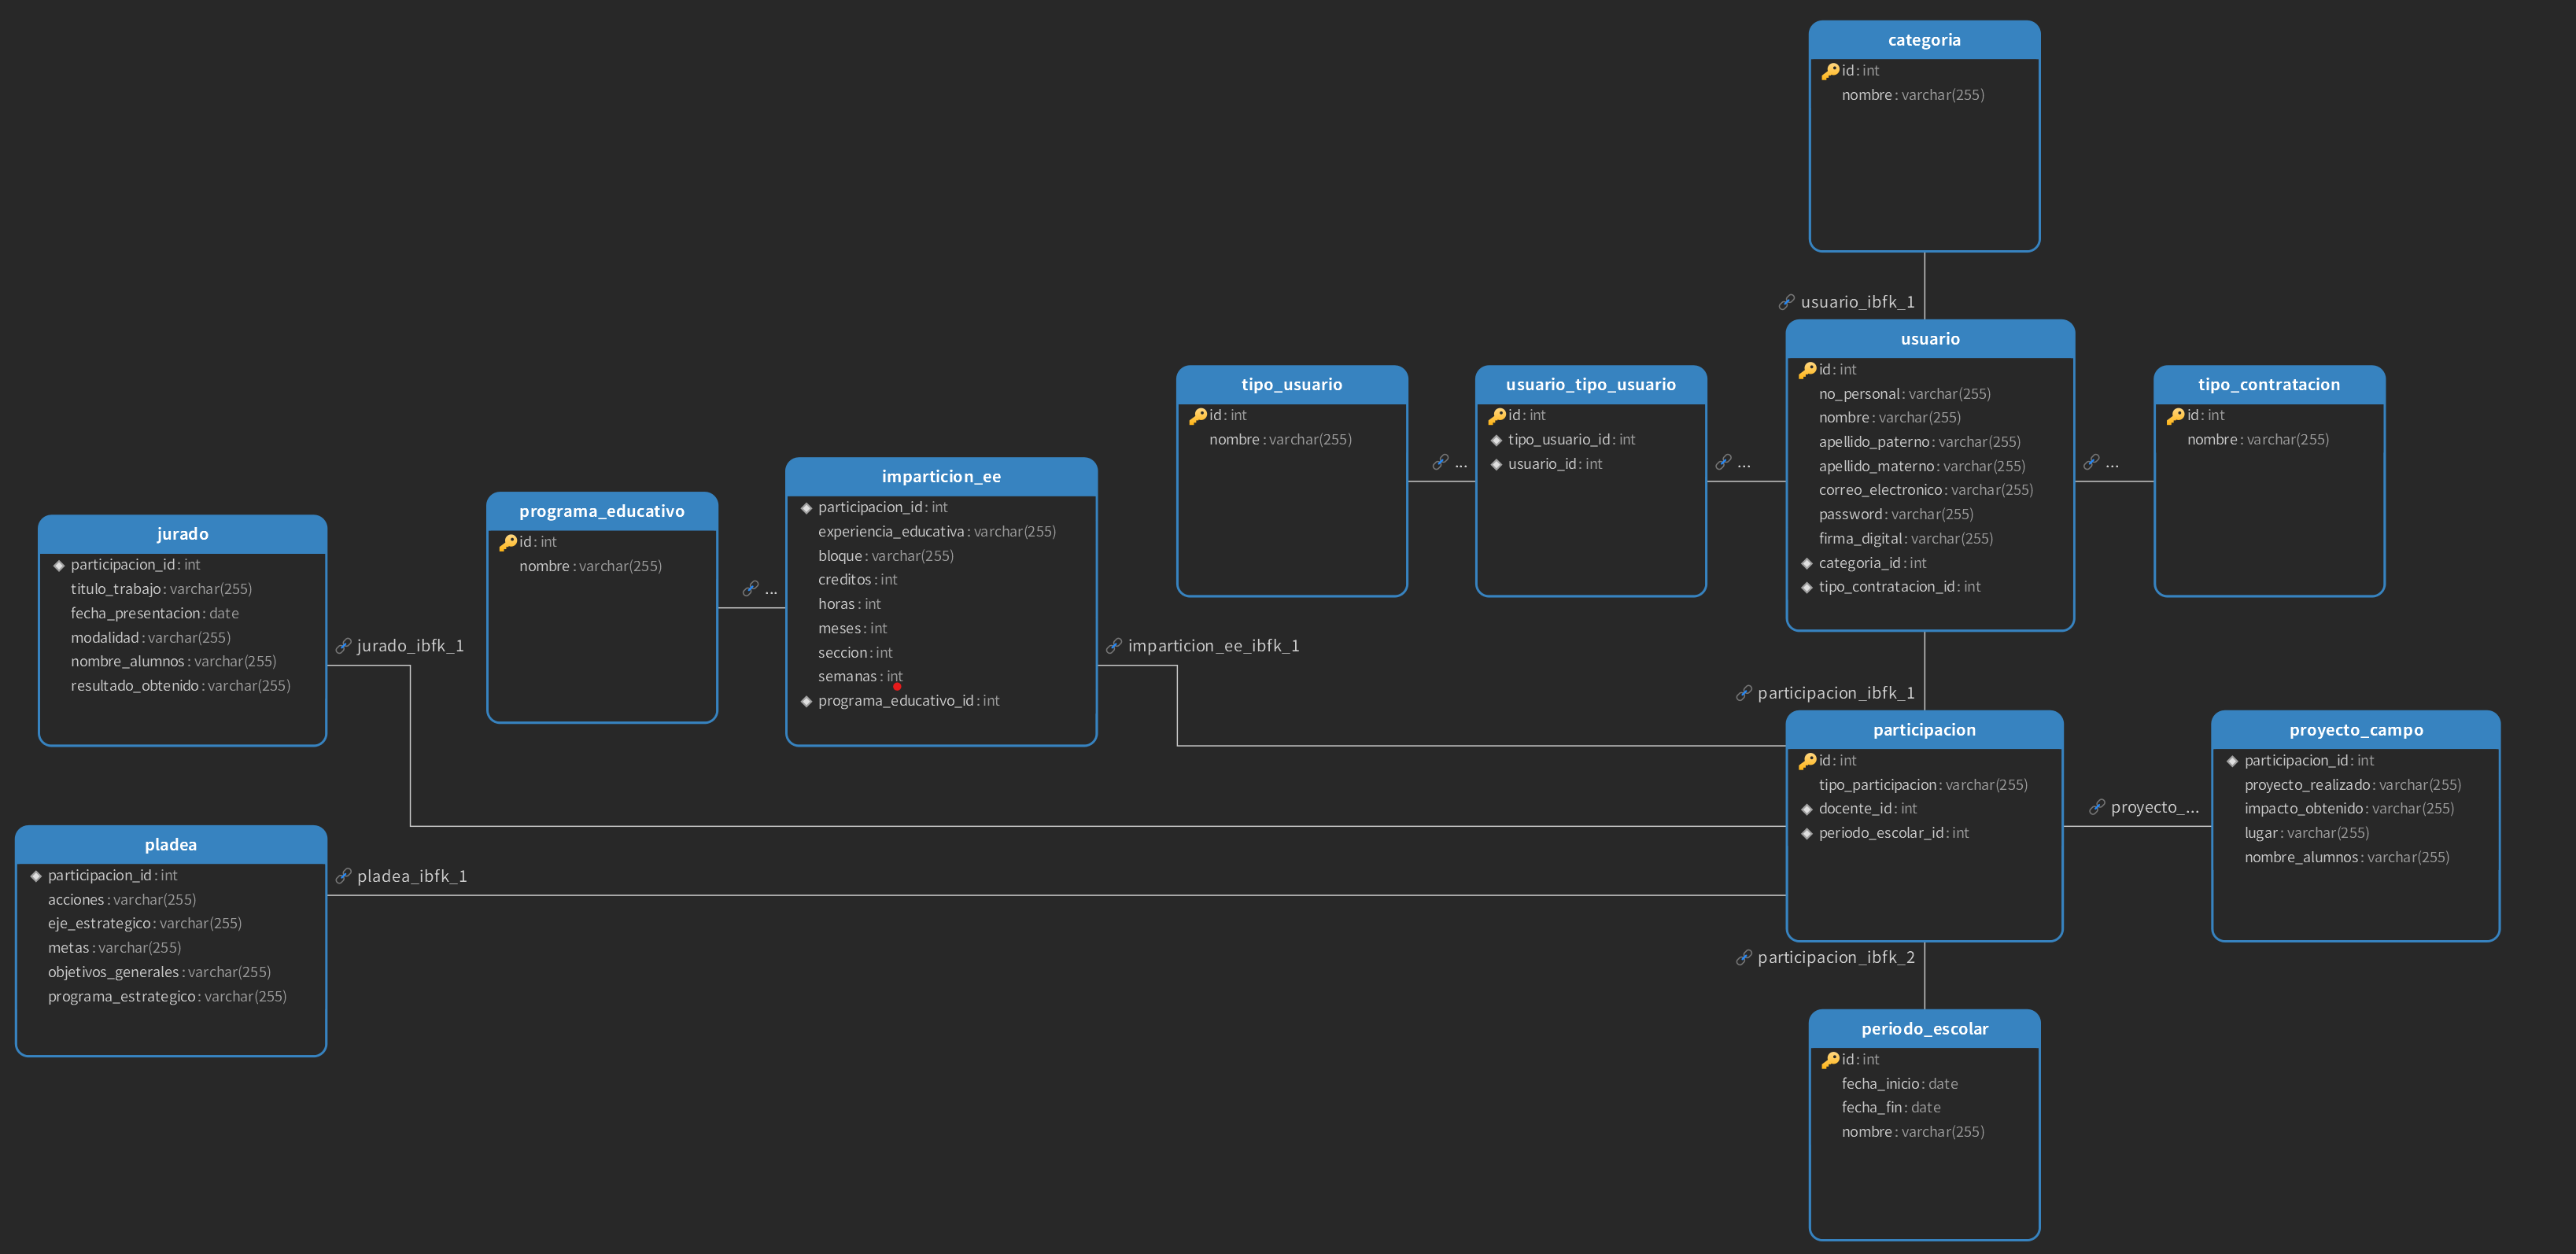 categoria
id: int
nombre: varchar(255)
usuario_ibfk_1
usuario
id: int
no_personal: varchar(255)
nombre: varchar(255)
apellido_paterno: varchar(255)
apellido_materno: varchar(255)
correo_electronico: varchar(255)
password: varchar(255)
firma_digital: varchar(255)
categoria_id: int
tipo_contratacion_id: int
tipo_usuario
id: int
nombre: varchar(255)
...
usuario_tipo_usuario
id: int
tipo_usuario_id: int
usuario_id: int
...
...
tipo_contratacion
id: int
nombre: varchar(255)
imparticion_ee
participacion_id: int
experiencia_educativa: varchar(255)
bloque: varchar(255)
creditos: int
horas: int
meses: int
seccion: int
semanas: int
programa_educativo_id: int
imparticion_ee_ibfk_1
programa_educativo
id: int
nombre: varchar(255)
...
jurado
participacion_id: int
titulo_trabajo: varchar(255)
fecha_presentacion: date
modalidad: varchar(255)
nombre_alumnos: varchar(255)
resultado_obtenido: varchar(255)
jurado_ibfk_1
participacion_ibfk_1
participacion
id: int
tipo_participacion: varchar(255)
docente_id: int
periodo_escolar_id: int
proyecto_...
proyecto_campo
participacion_id: int
proyecto_realizado: varchar(255)
impacto_obtenido: varchar(255)
lugar: varchar(255)
nombre_alumnos: varchar(255)
pladea
participacion_id: int
acciones: varchar(255)
eje_estrategico: varchar(255)
metas: varchar(255)
objetivos_generales: varchar(255)
programa_estrategico: varchar(255)
pladea_ibfk_1
participacion_ibfk_2
periodo_escolar
id: int
fecha_inicio: date
fecha_fin: date
nombre: varchar(255)